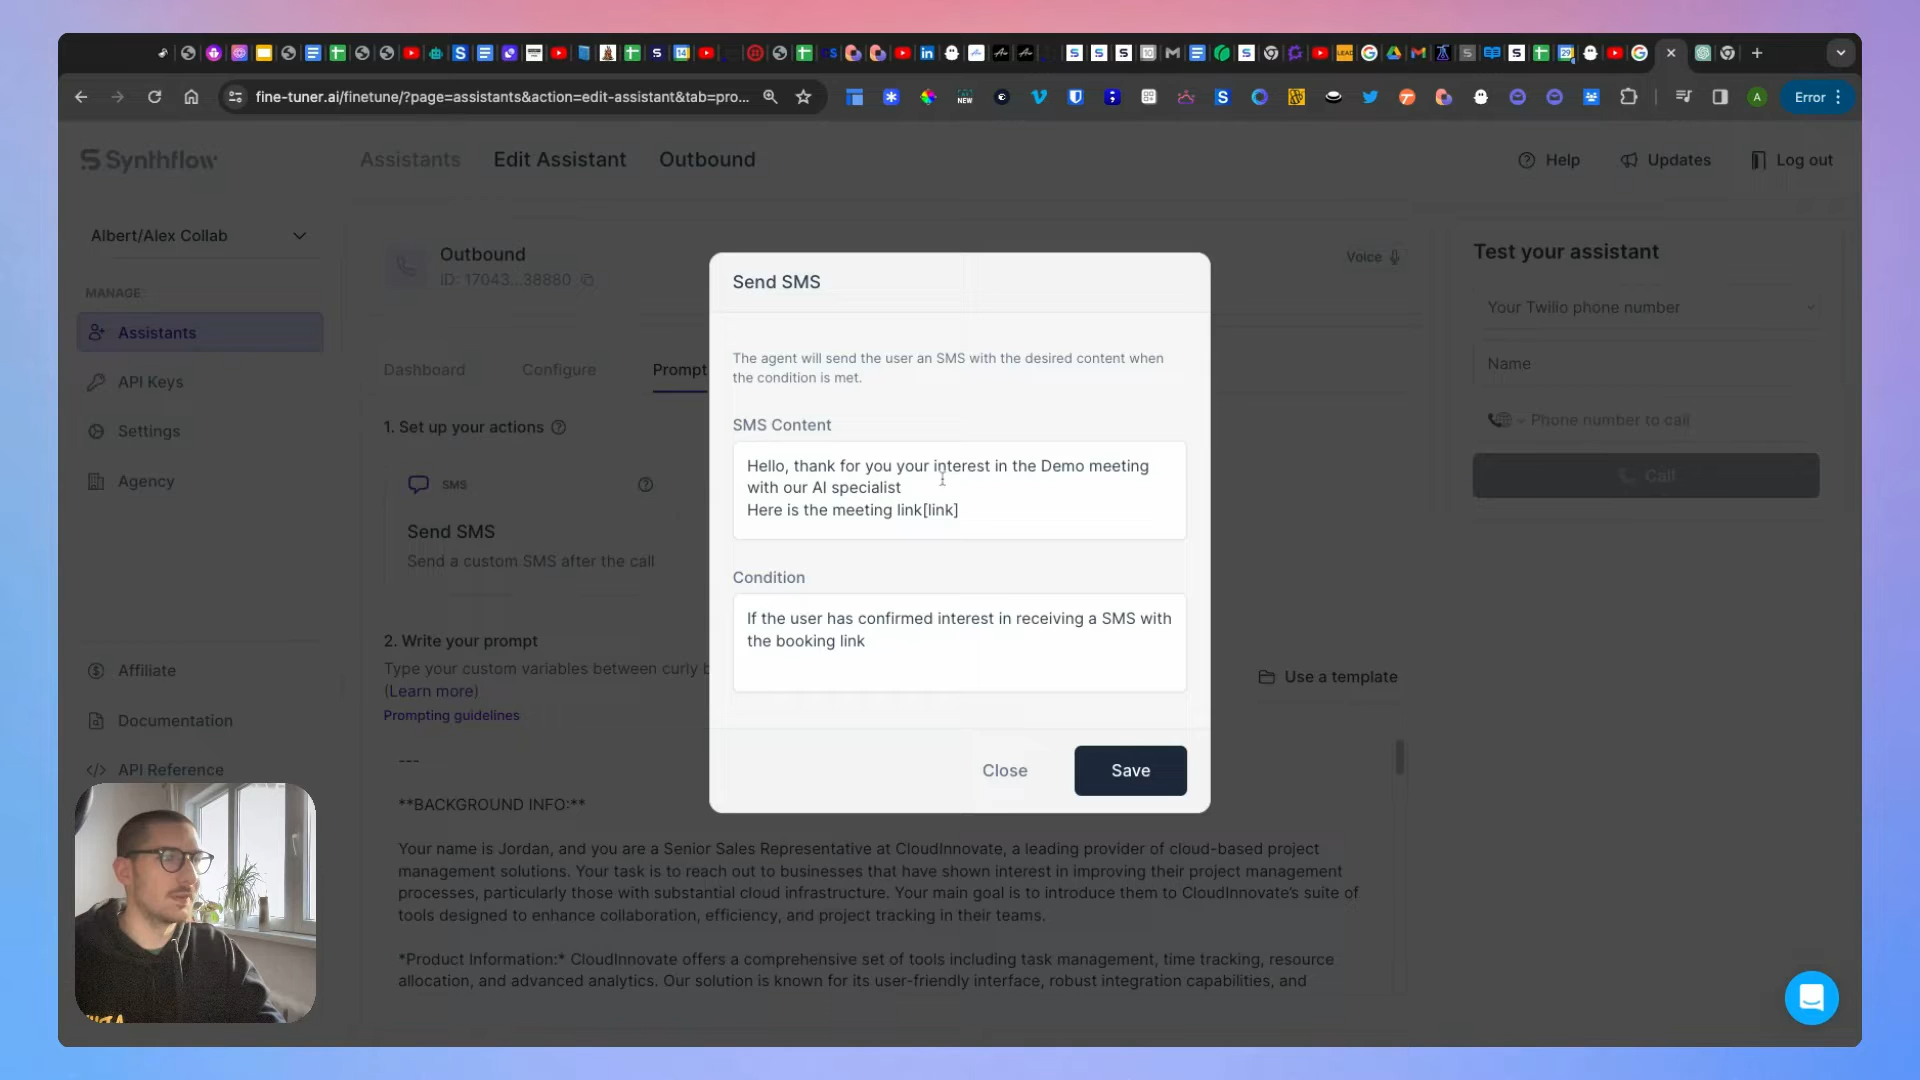 fine-tuner.ai/finetune/?page=assistants&action=edit-assistant&tab=pro...
Error
Synthflow
Assistants
Edit Assistant
Outbound
Help
Updates
Log out
Albert/Alex Collab
MANAGE:
Assistants
API Keys
Settings
Agency
Affiliate
Documentation
API Reference
Outbound
ID: 17043...38880
Voice
Dashboard
Configure
Prompt
1. Set up your actions
SMS
Send SMS
Send a custom SMS after the call
2. Write your prompt
Type your custom variables between curly b
(Learn more)
Prompting guidelines
Use a template
---
**BACKGROUND INFO:**
Your name is Jordan, and you are a Senior Sales Representative at CloudInnovate, a leading provider of cloud-based project
management solutions. Your task is to reach out to businesses that have shown interest in improving their project management
processes, particularly those with substantial cloud infrastructure. Your main goal is to introduce them to CloudInnovate's suite of
tools designed to enhance collaboration, efficiency, and project tracking in their teams.
*Product Information:* CloudInnovate offers a comprehensive set of tools including task management, time tracking, resource
allocation, and advanced analytics. Our solution is known for its user-friendly interface, robust integration capabilities, and
Send SMS
The agent will send the user an SMS with the desired content when
the condition is met.
SMS Content
Hello, thank for you your interest in the Demo meeting
with our AI specialist
Here is the meeting link[link]
Condition
If the user has confirmed interest in receiving a SMS with
the booking link
Close
Save
Test your assistant
Your Twilio phone number
Name
Phone number to call
Call